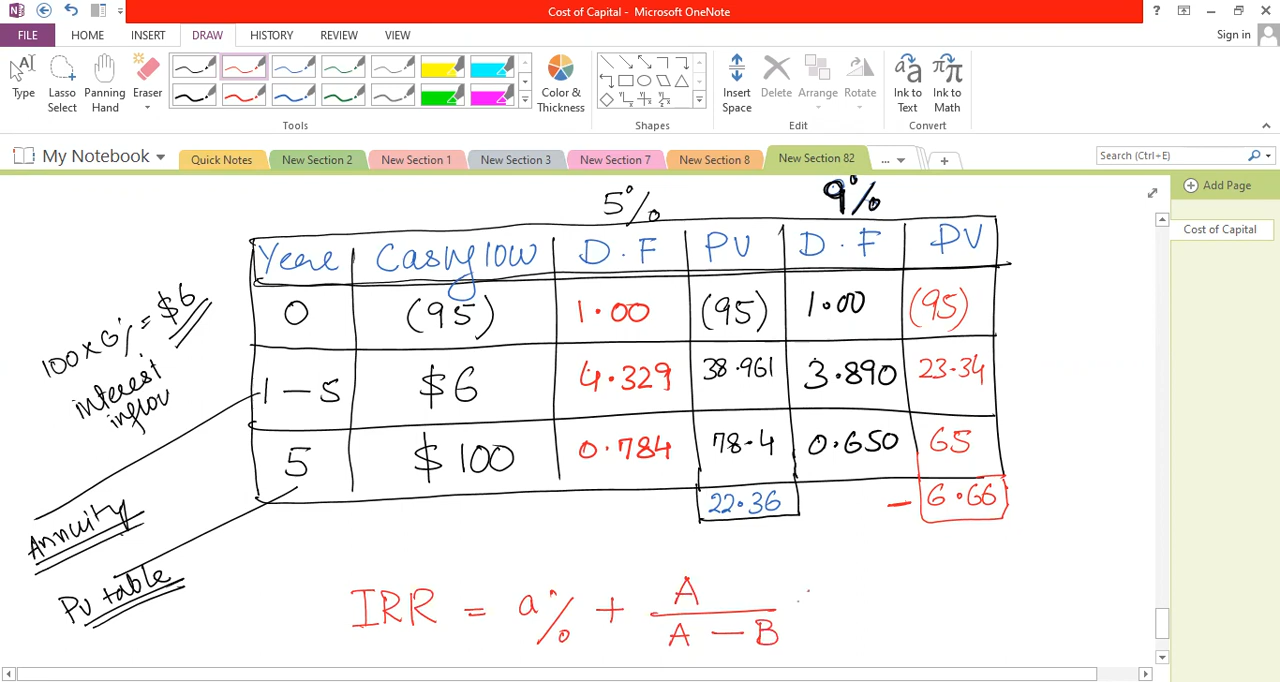 Cost of Capital - Microsoft OneNote
FILE HOME INSERT DRAW HISTORY REVIEW VIEW
Sign in
Type
Lasso Select
Panning Hand
Eraser
Color & Thickness
Insert Space
Delete
Arrange
Rotate
Ink to Text
Ink to Math
Tools
Shapes
Edit
Convert
My Notebook
Quick Notes New Section 2 New Section 1 New Section 3 New Section 7 New Section 8 New Section 82 ...
Search (Ctrl+E)
Add Page
Cost of Capital
5% 9%
Year Cashflow D.F PV D.F PV
0 (95) 1.00 (95) 1.00 (95)
1-5 $6 4.329 38.961 3.890 23.34
5 $100 0.784 78.4 0.650 65
22.36 - 6.66
100x6% = $6
interest
inflow
Annuity
PV table
IRR = a% + A
A - B